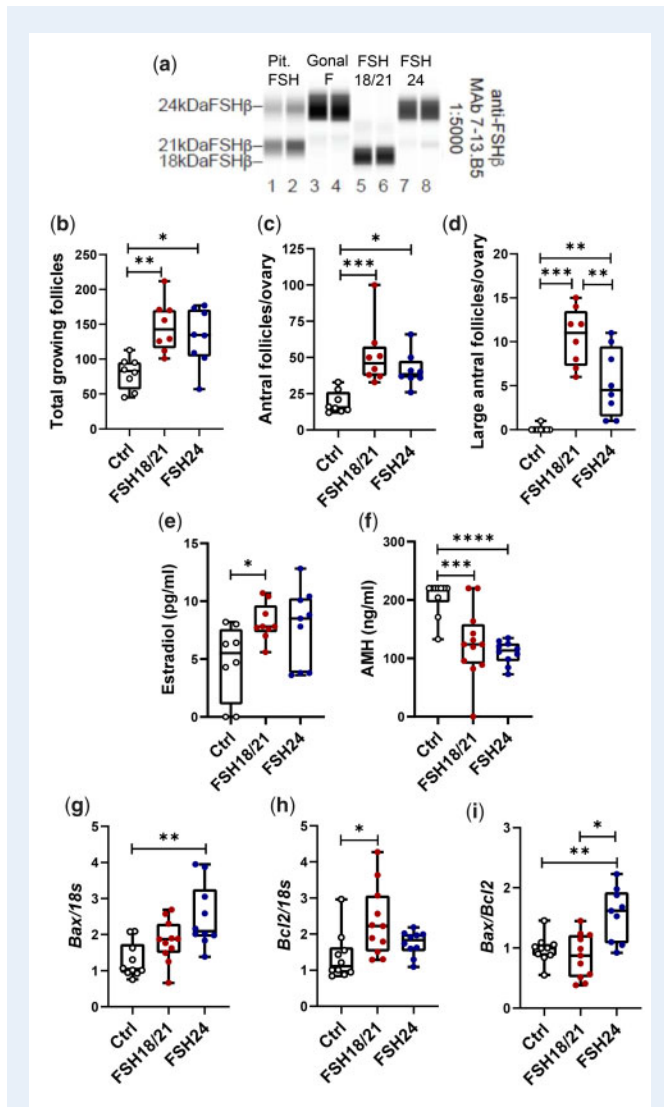 (a)
Pit. Gonal FSH FSH
FSH F 18/21 24
24kDaFSHβ–
21kDaFSHβ–
18kDaFSHβ–
1 2 3 4 5 6 7 8
anti-FSHβ
MAb 7-13.B5
1:5000
(b)
Total growing follicles
250
200
150
100
50
0
*
**
Ctrl
FSH18/21
FSH24
(c)
Antral follicles/ovary
125
100
75
50
25
0
*
***
Ctrl
FSH18/21
FSH24
(d)
Large antral follicles/ovary
20
15
10
5
0
**
*** **
Ctrl
FSH18/21
FSH24
(e)
Estradiol (pg/ml)
15
10
5
0
*
Ctrl
FSH18/21
FSH24
(f)
AMH (ng/ml)
300
200
100
0
****
***
Ctrl
FSH18/21
FSH24
(g)
Bax/18s
5
4
3
2
1
0
**
Ctrl
FSH18/21
FSH24
(h)
Bcl2/18s
5
4
3
2
1
0
*
Ctrl
FSH18/21
FSH24
(i)
Bax/Bcl2
3
2
1
0
*
**
Ctrl
FSH18/21
FSH24